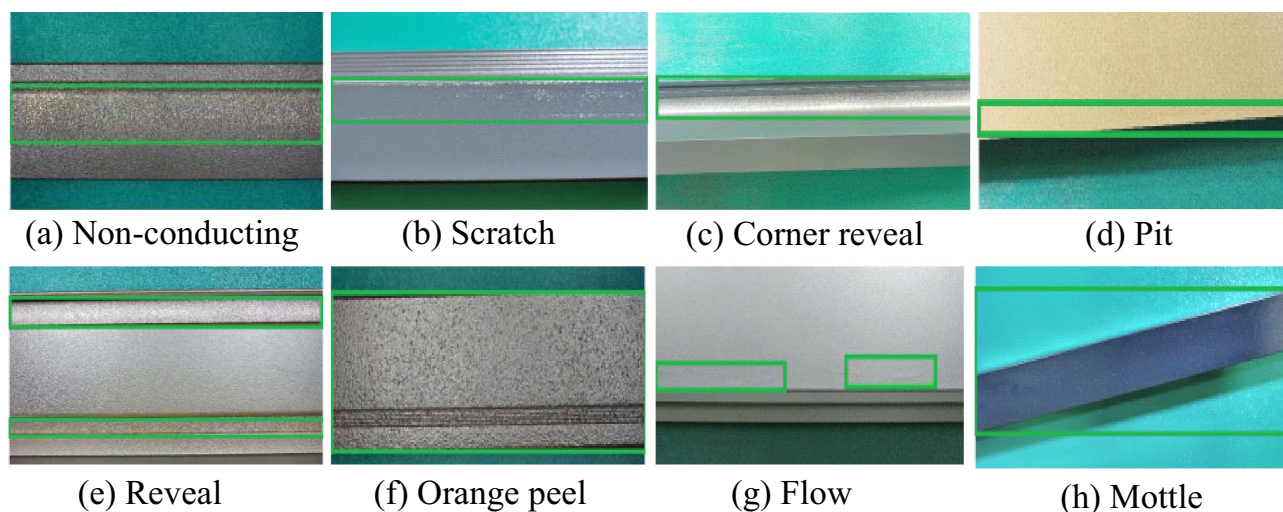 (a) Non-conducting
(b) Scratch
(c) Corner reveal
(d) Pit
(e) Reveal
(f) Orange peel
(g) Flow
(h) Mottle